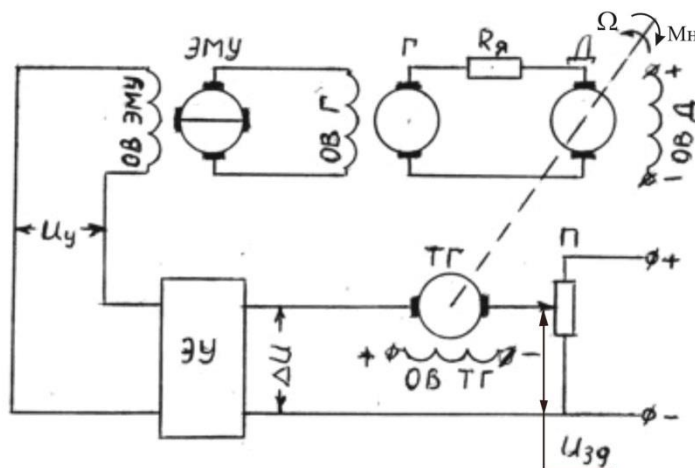 Ω
Мн
ЭМУ
Г
Rя
Д
+
ОВ ЭМУ
ОВ Г
ОВ Д
-
Uу
ТГ
П
+
ЭУ
ΔU
+
-
ОВ ТГ
-
Uзд